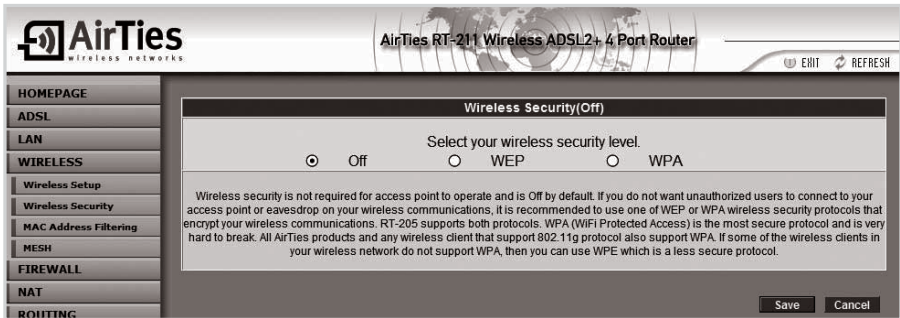 AirTies
wireless networks
AirTies RT-211 Wireless ADSL2+ 4 Port Router
EXIT REFRESH
HOMEPAGE
ADSL
LAN
WIRELESS
Wireless Setup
Wireless Security
MAC Address Filtering
MESH
FIREWALL
NAT
ROUTING
Wireless Security(Off)
Select your wireless security level.
Off WEP WPA
Wireless security is not required for access point to operate and is Off by default. If you do not want unauthorized users to connect to your
access point or eavesdrop on your wireless communications, it is recommended to use one of WEP or WPA wireless security protocols that
encrypt your wireless communications. RT-205 supports both protocols. WPA (WiFi Protected Access) is the most secure protocol and is very
hard to break. All AirTies products and any wireless client that support 802.11g protocol also support WPA. If some of the wireless clients in
your wireless network do not support WPA, then you can use WPE which is a less secure protocol.
Save Cancel